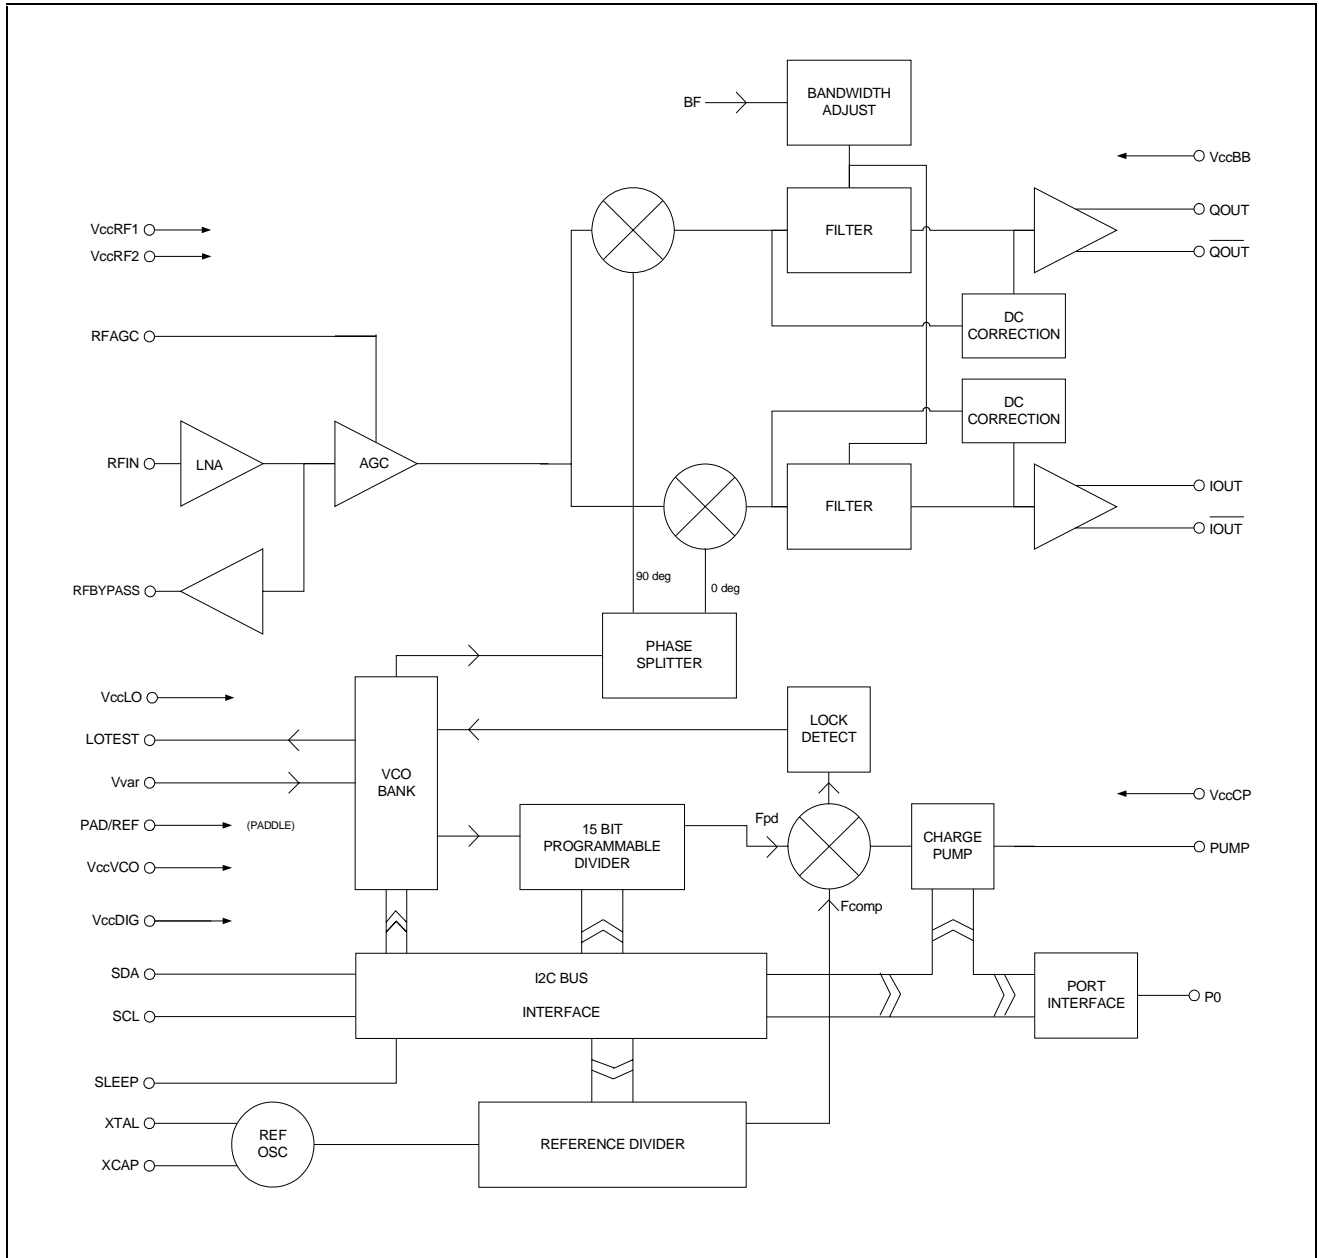 BF
BANDWIDTH
ADJUST
VccBB
VccRF1
VccRF2
FILTER
QOUT
QOUT
RFAGC
DC
CORRECTION
DC
CORRECTION
RFIN
LNA
AGC
FILTER
IOUT
IOUT
RFBYPASS
90 deg
0 deg
PHASE
SPLITTER
VccLO
LOTEST
Vvar
PAD/REF
(PADDLE)
VccVCO
VccDIG
VCO
BANK
LOCK
DETECT
15 BIT
PROGRAMMABLE
DIVIDER
Fpd
Fcomp
CHARGE
PUMP
VccCP
PUMP
SDA
SCL
I2C BUS
INTERFACE
PORT
INTERFACE
P0
SLEEP
XTAL
XCAP
REF
OSC
REFERENCE DIVIDER